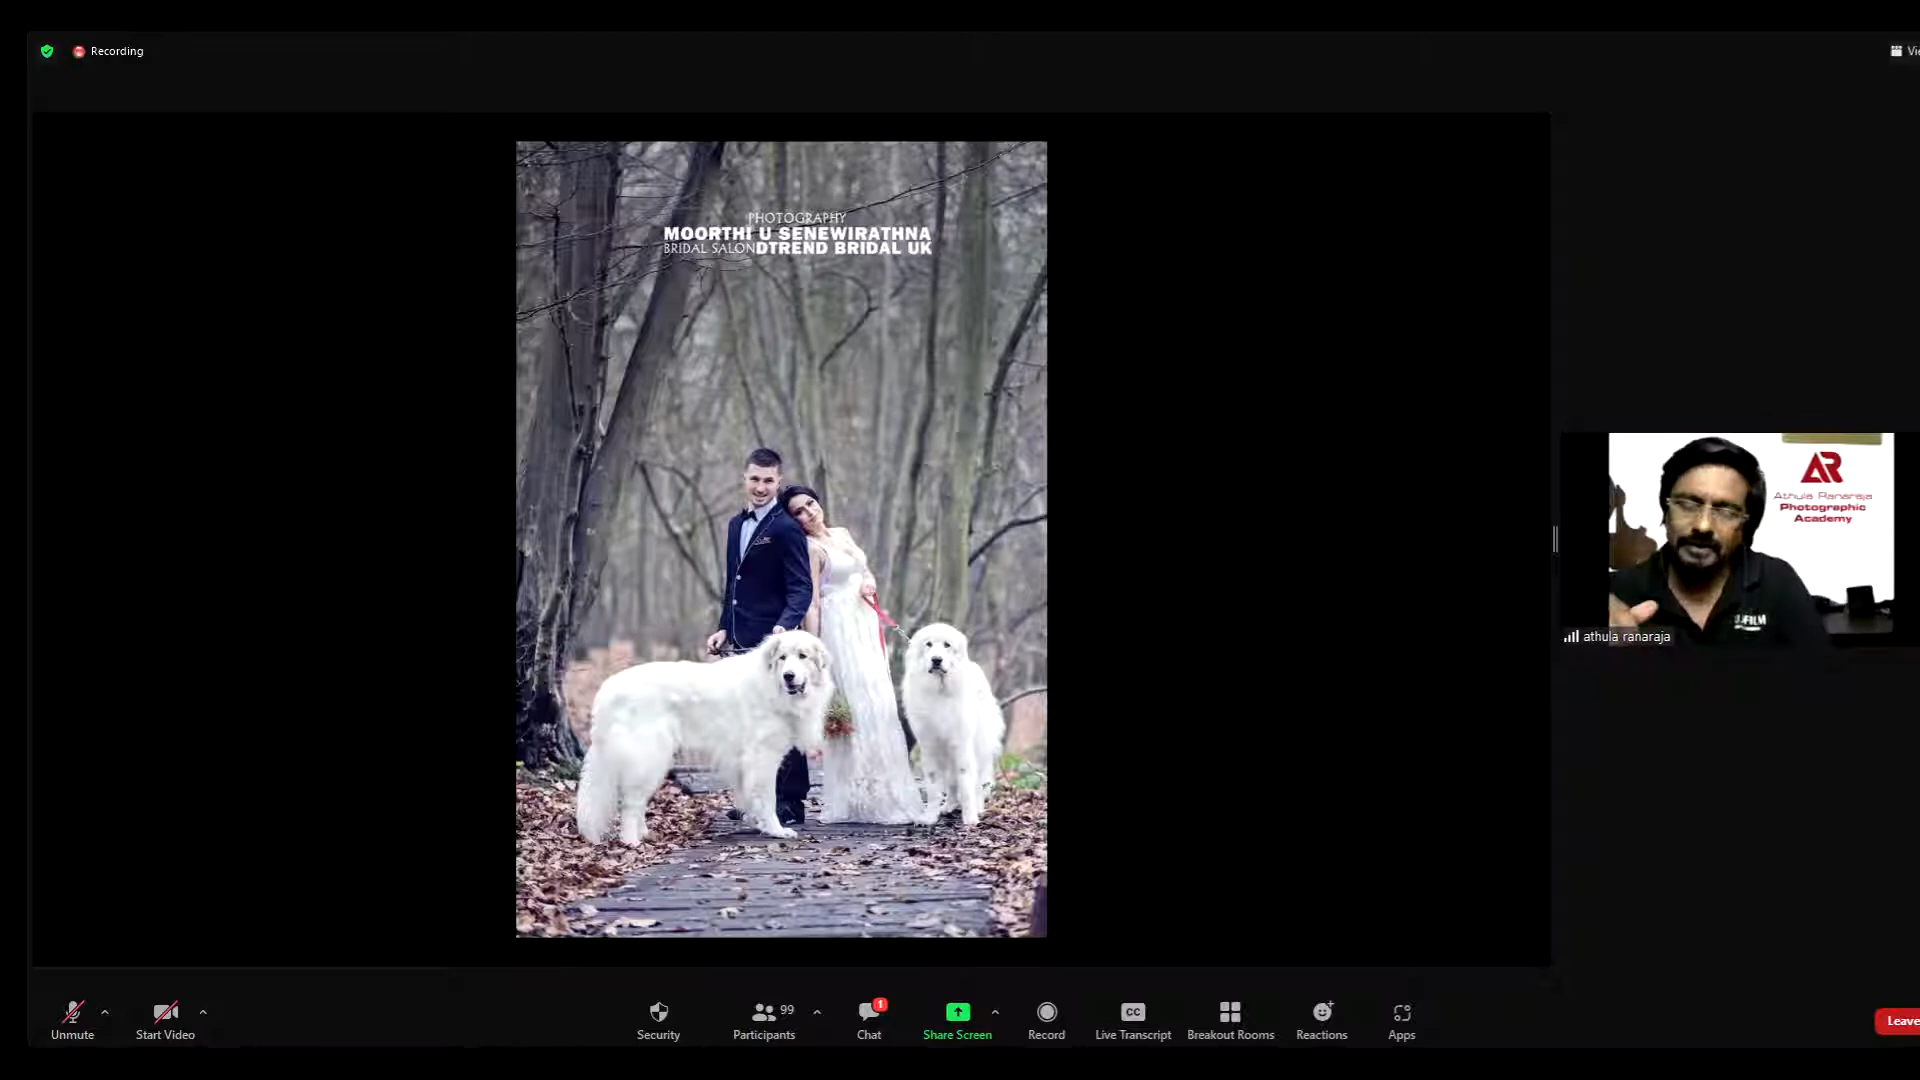 Recording
PHOTOGRAPHY
MOORTHI U SENEWIRATHNA
BRIDAL SALON DTREND BRIDAL UK
AR
Athula Ranaraja
Photographic
Academy
athula ranaraja
Unmute
Start Video
Security
99
Participants
1
Chat
Share Screen
Record
CC
Live Transcript
Breakout Rooms
Reactions
Apps
Leave